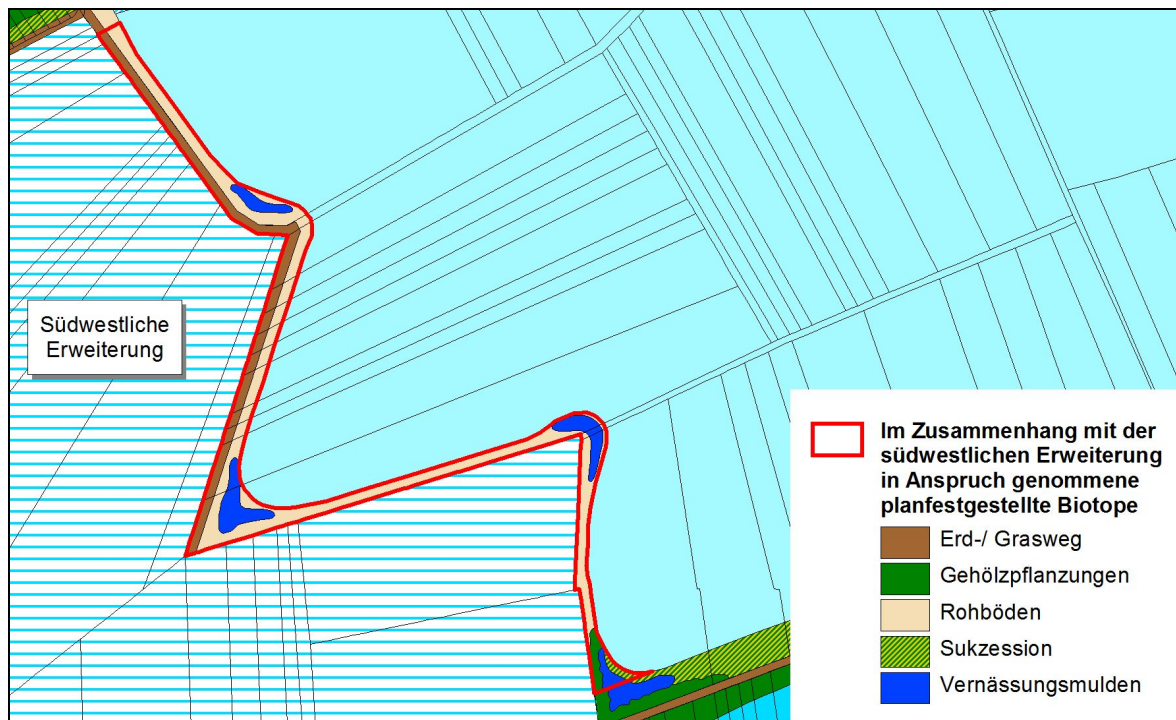 Südwestliche
Erweiterung
Im Zusammenhang mit der
südwestlichen Erweiterung
in Anspruch genommene
planfestgestellte Biotope
Erd-/ Grasweg
Gehölzpflanzungen
Rohböden
Sukzession
Vernässungsmulden